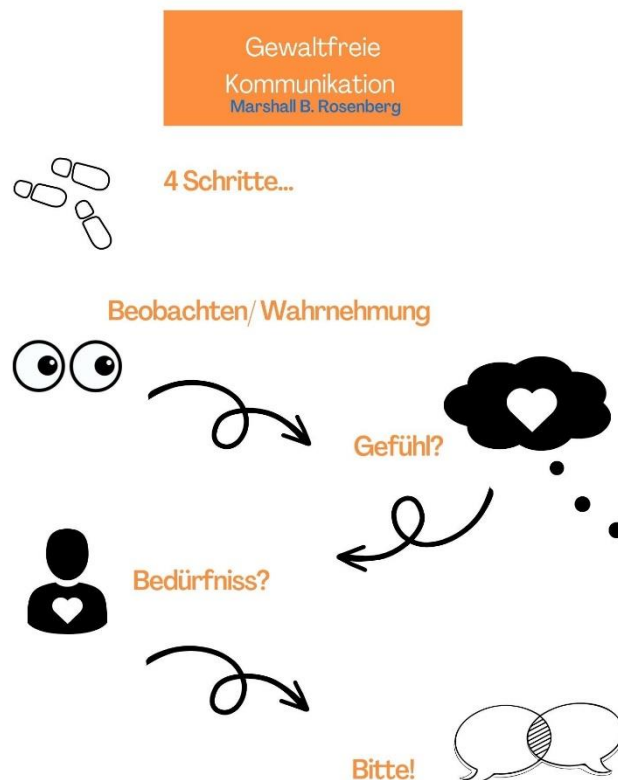 Gewaltfreie
Kommunikation
Marshall B. Rosenberg
4 Schritte...
Beobachten/ Wahrnehmung
Gefühl?
Bedürfniss?
Bitte!